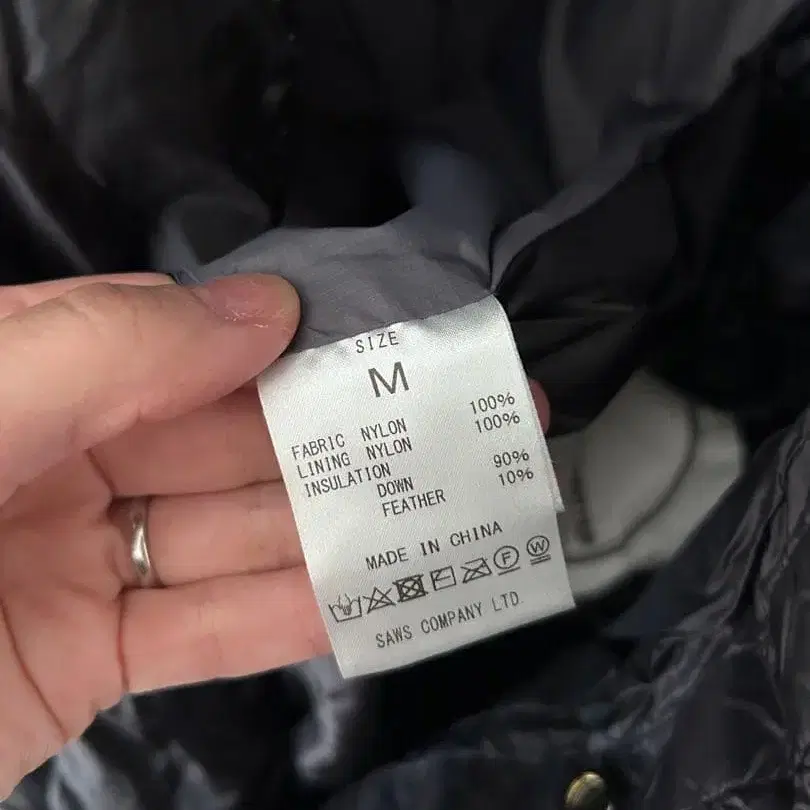 SIZE
M
FABRIC NYLON 100%
LINING NYLON 100%
INSULATION
DOWN 90%
FEATHER 10%
MADE IN CHINA
F W
SAWS COMPANY LTD.